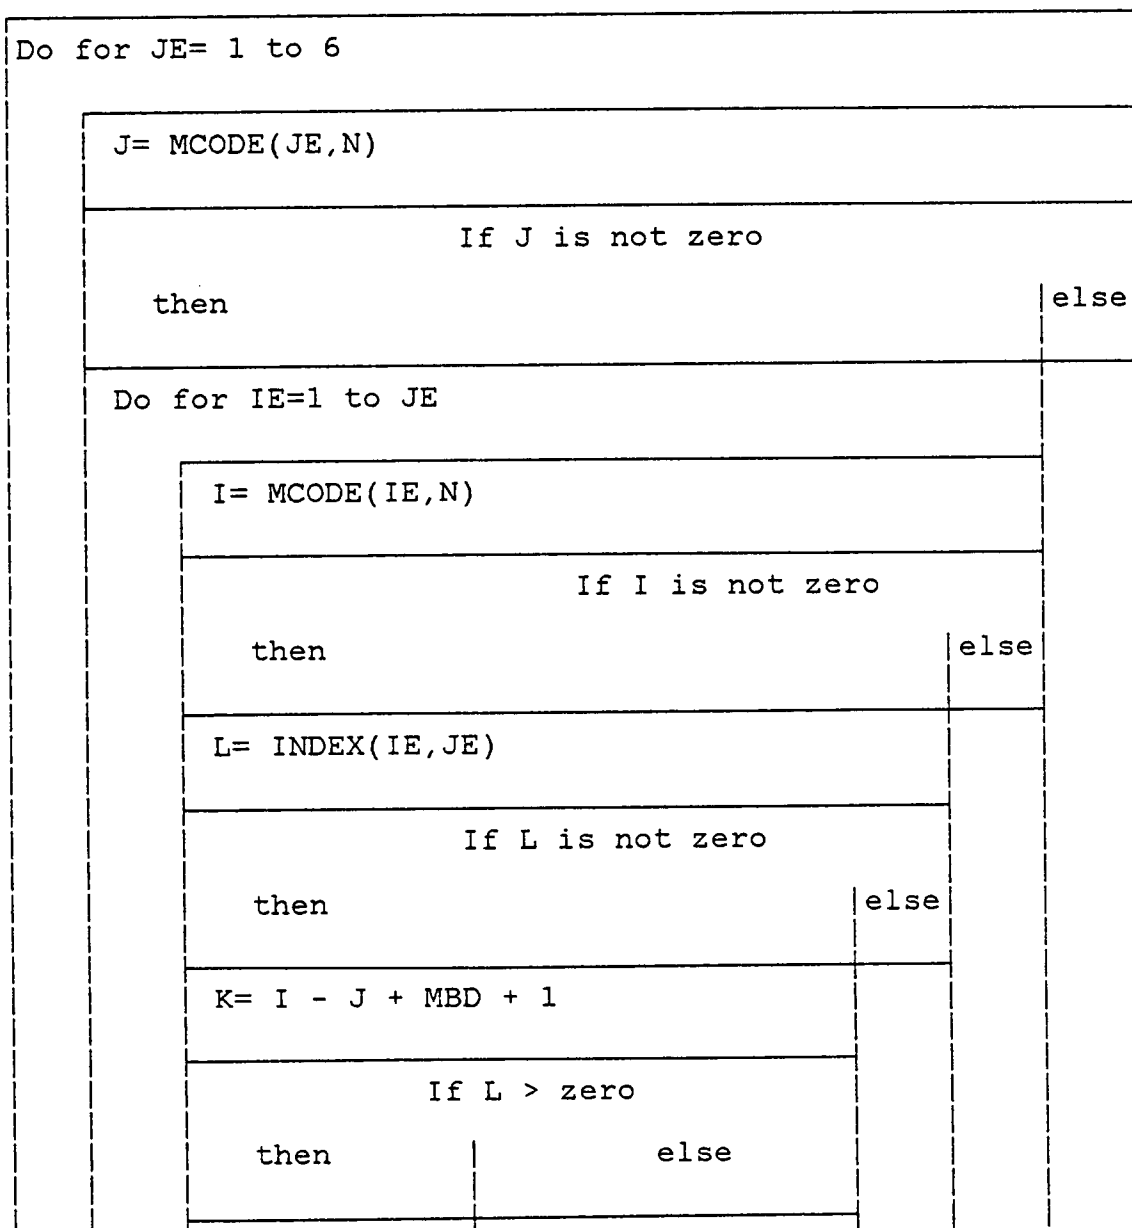 Do for JE= 1 to 6
J= MCODE(JE,N)
If J is not zero
then else
Do for IE=1 to JE
I= MCODE(IE,N)
If I is not zero
then else
L= INDEX(IE,JE)
If L is not zero
then else
K= I - J + MBD + 1
If L > zero
then else